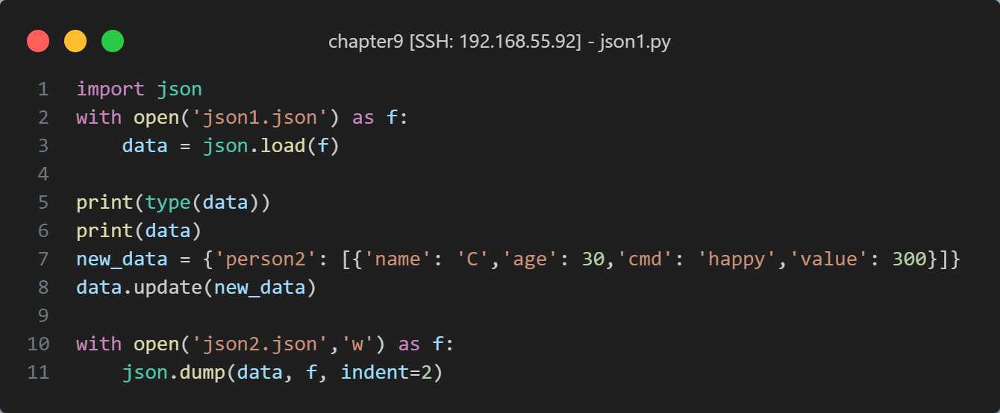 chapter9 [SSH: 192.168.55.92] - json1.py
1 import json
2 with open('json1.json') as f:
3     data = json.load(f)
4
5 print(type(data))
6 print(data)
7 new_data = {'person2': [{'name': 'C','age': 30,'cmd': 'happy','value': 300}]}
8 data.update(new_data)
9
10 with open('json2.json','w') as f:
11     json.dump(data, f, indent=2)